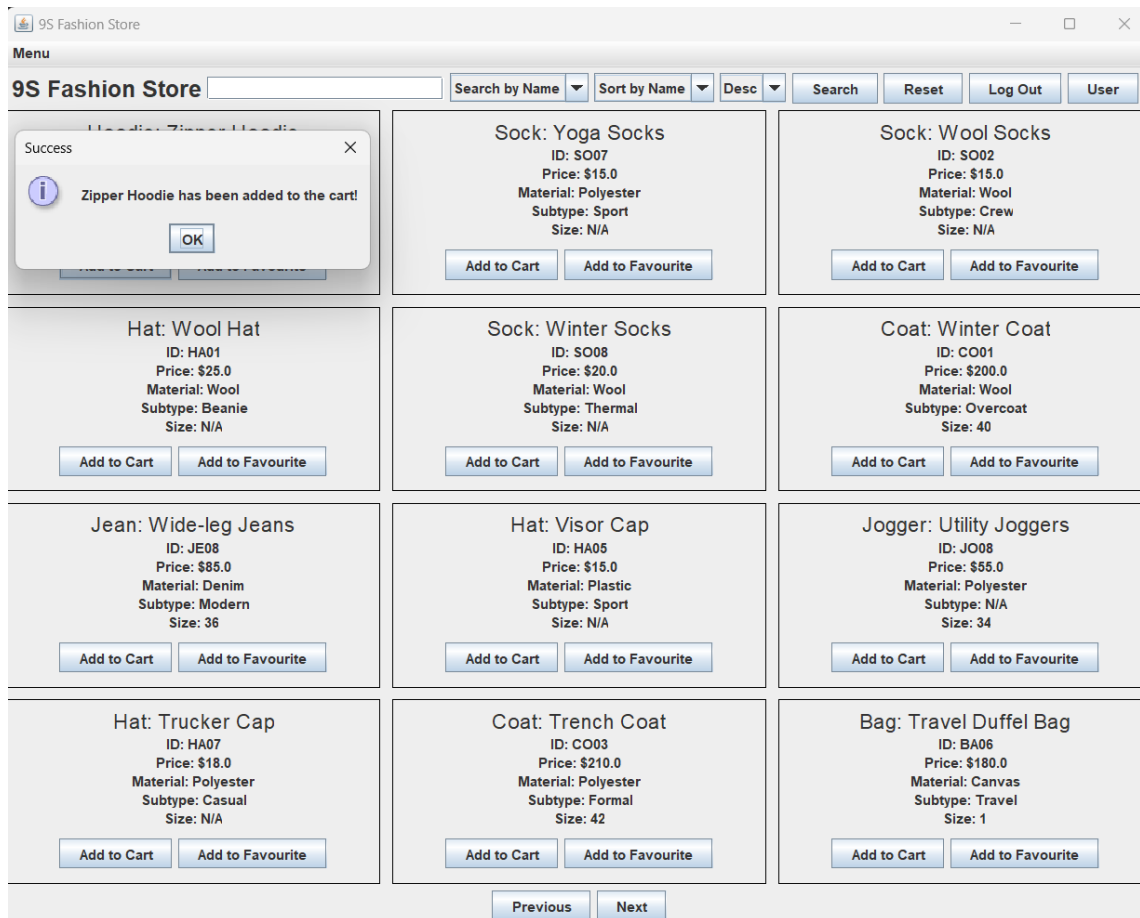 9S Fashion Store
Menu
9S Fashion Store Search by Name Sort by Name Desc Search Reset Log Out User
Success
Zipper Hoodie has been added to the cart!
OK
Hoodie: Zipper Hoodie
Add to Cart Add to Favourite
Sock: Yoga Socks
ID: SO07
Price: $15.0
Material: Polyester
Subtype: Sport
Size: N/A
Add to Cart Add to Favourite
Sock: Wool Socks
ID: SO02
Price: $15.0
Material: Wool
Subtype: Crew
Size: N/A
Add to Cart Add to Favourite
Hat: Wool Hat
ID: HA01
Price: $25.0
Material: Wool
Subtype: Beanie
Size: N/A
Add to Cart Add to Favourite
Sock: Winter Socks
ID: SO08
Price: $20.0
Material: Wool
Subtype: Thermal
Size: N/A
Add to Cart Add to Favourite
Coat: Winter Coat
ID: CO01
Price: $200.0
Material: Wool
Subtype: Overcoat
Size: 40
Add to Cart Add to Favourite
Jean: Wide-leg Jeans
ID: JE08
Price: $85.0
Material: Denim
Subtype: Modern
Size: 36
Add to Cart Add to Favourite
Hat: Visor Cap
ID: HA05
Price: $15.0
Material: Plastic
Subtype: Sport
Size: N/A
Add to Cart Add to Favourite
Jogger: Utility Joggers
ID: JO08
Price: $55.0
Material: Polyester
Subtype: N/A
Size: 34
Add to Cart Add to Favourite
Hat: Trucker Cap
ID: HA07
Price: $18.0
Material: Polyester
Subtype: Casual
Size: N/A
Add to Cart Add to Favourite
Coat: Trench Coat
ID: CO03
Price: $210.0
Material: Polyester
Subtype: Formal
Size: 42
Add to Cart Add to Favourite
Bag: Travel Duffel Bag
ID: BA06
Price: $180.0
Material: Canvas
Subtype: Travel
Size: 1
Add to Cart Add to Favourite
Previous Next